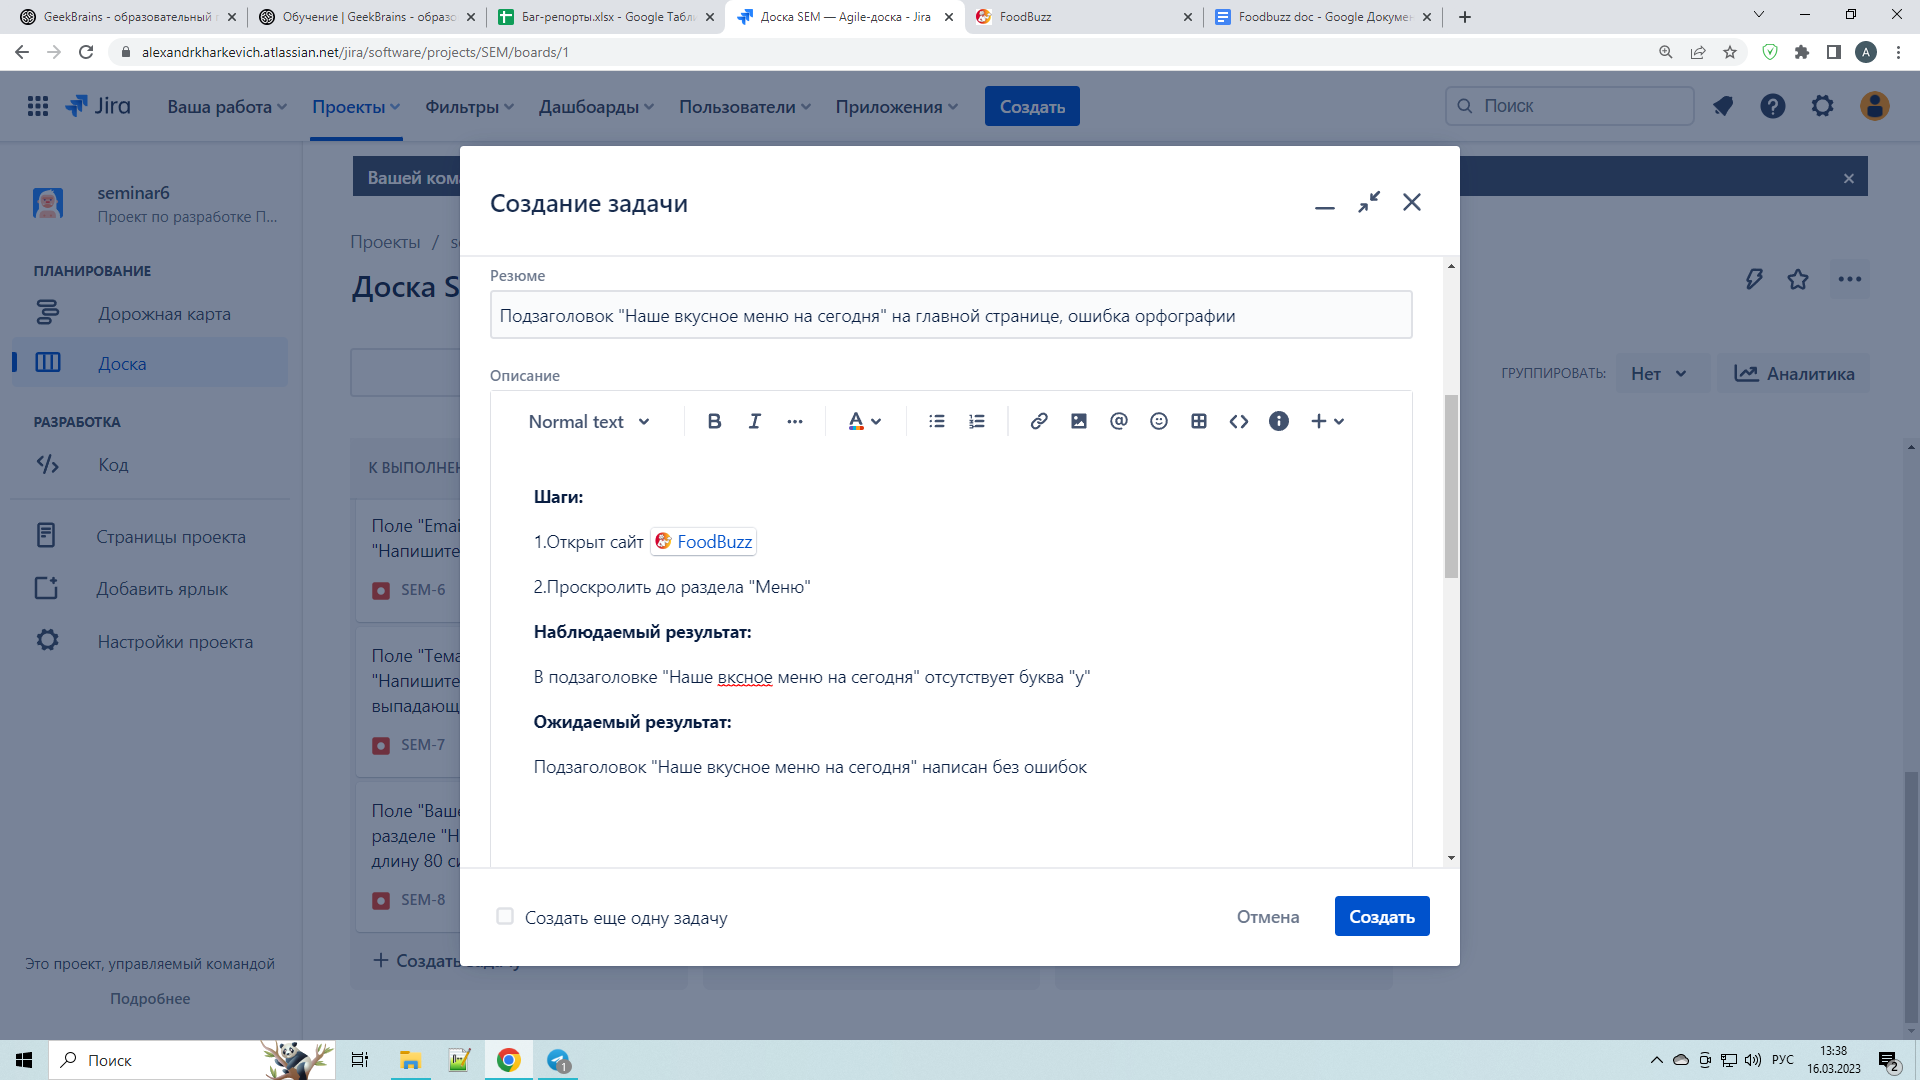 GeekBrains - образовательный
Обучение | GeekBrains - образо
Баг-репорты.xlsx - Google Табли
Доска SEM — Agile-доска - Jira
FoodBuzz
Foodbuzz doc - Google Докумен
alexandrkharkevich.atlassian.net/jira/software/projects/SEM/boards/1
A
Jira
Ваша работа
Проекты
Фильтры
Дашбоарды
Пользователи
Приложения
Создать
Поиск
seminar6
Проект по разработке П...
ПЛАНИРОВАНИЕ
Дорожная карта
Доска
РАЗРАБОТКА
Код
Страницы проекта
Добавить ярлык
Настройки проекта
Это проект, управляемый командой
Подробнее
Вашей ком
Проекты / s
Доска S
ГРУППИРОВАТЬ:
Нет
Аналитика
К ВЫПОЛНЕН
Поле "Emai
"Напишите
SEM-6
Поле "Тема
"Напишите
выпадающ
SEM-7
Поле "Ваше
разделе "Н
длину 80 си
SEM-8
+ Создать задачу
Создание задачи
Резюме
Подзаголовок "Наше вкусное меню на сегодня" на главной странице, ошибка орфографии
Описание
Normal text
Шаги:
1.Открыт сайт FoodBuzz
2.Проскролить до раздела "Меню"
Наблюдаемый результат:
В подзаголовке "Наше вксное меню на сегодня" отсутствует буква "у"
Ожидаемый результат:
Подзаголовок "Наше вкусное меню на сегодня" написан без ошибок
Создать еще одну задачу
Отмена
Создать
Поиск
1
РУС
13:38
16.03.2023
2